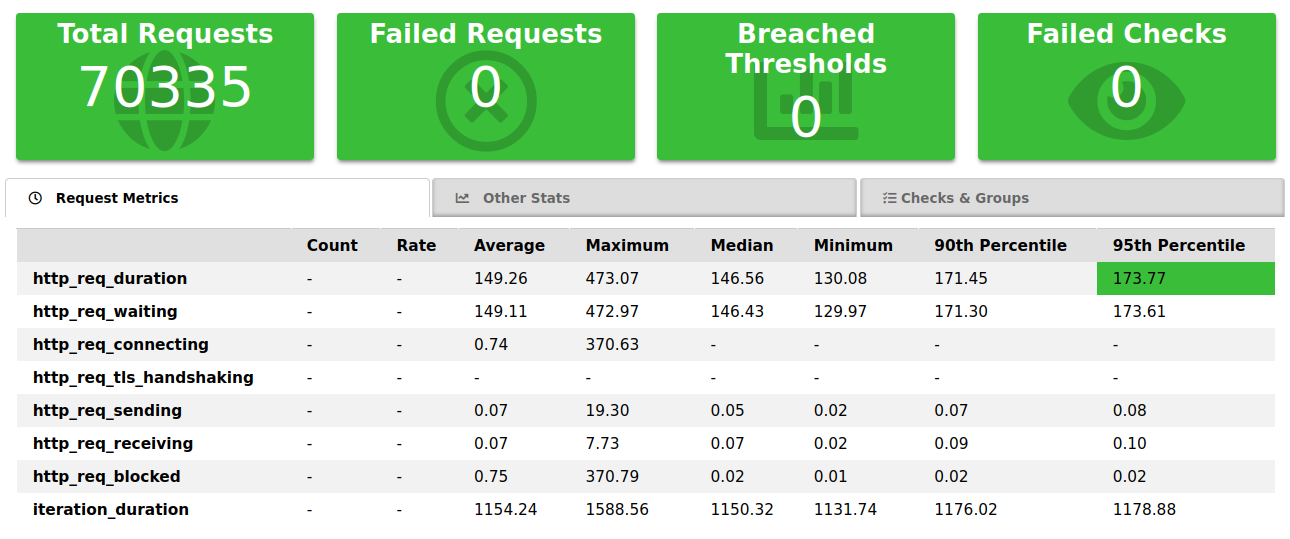 Total Requests
70335
Failed Requests
0
Breached
Thresholds
0
Failed Checks
0
Request Metrics
Other Stats
Checks & Groups
Count Rate Average Maximum Median Minimum 90th Percentile 95th Percentile
http_req_duration - - 149.26 473.07 146.56 130.08 171.45 173.77
http_req_waiting - - 149.11 472.97 146.43 129.97 171.30 173.61
http_req_connecting - - 0.74 370.63 - - - -
http_req_tls_handshaking - - - - - - - -
http_req_sending - - 0.07 19.30 0.05 0.02 0.07 0.08
http_req_receiving - - 0.07 7.73 0.07 0.02 0.09 0.10
http_req_blocked - - 0.75 370.79 0.02 0.01 0.02 0.02
iteration_duration - - 1154.24 1588.56 1150.32 1131.74 1176.02 1178.88